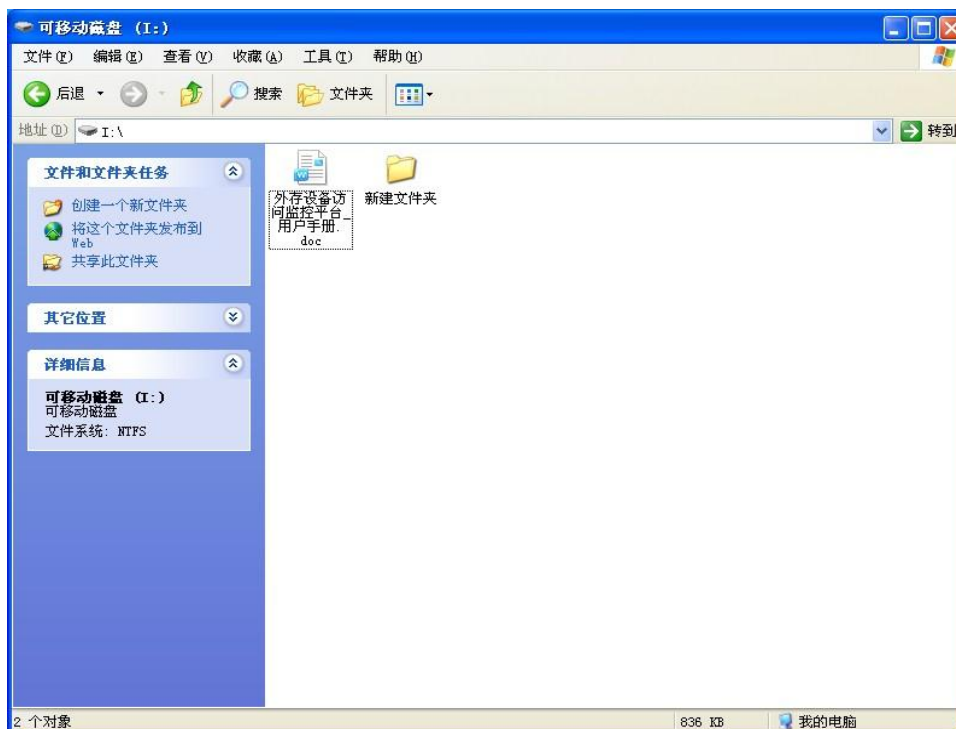 可移动磁盘 (I:)
文件(F) 编辑(E) 查看(V) 收藏(A) 工具(T) 帮助(H)
后退 搜索 文件夹
地址(D) I:\ 转到
文件和文件夹任务
创建一个新文件夹
将这个文件夹发布到
Web
共享此文件夹
其它位置
详细信息
可移动磁盘 (I:)
可移动磁盘
文件系统: NTFS
外存设备访
问监控平台_
用户手册.
doc
新建文件夹
2 个对象 836 KB 我的电脑